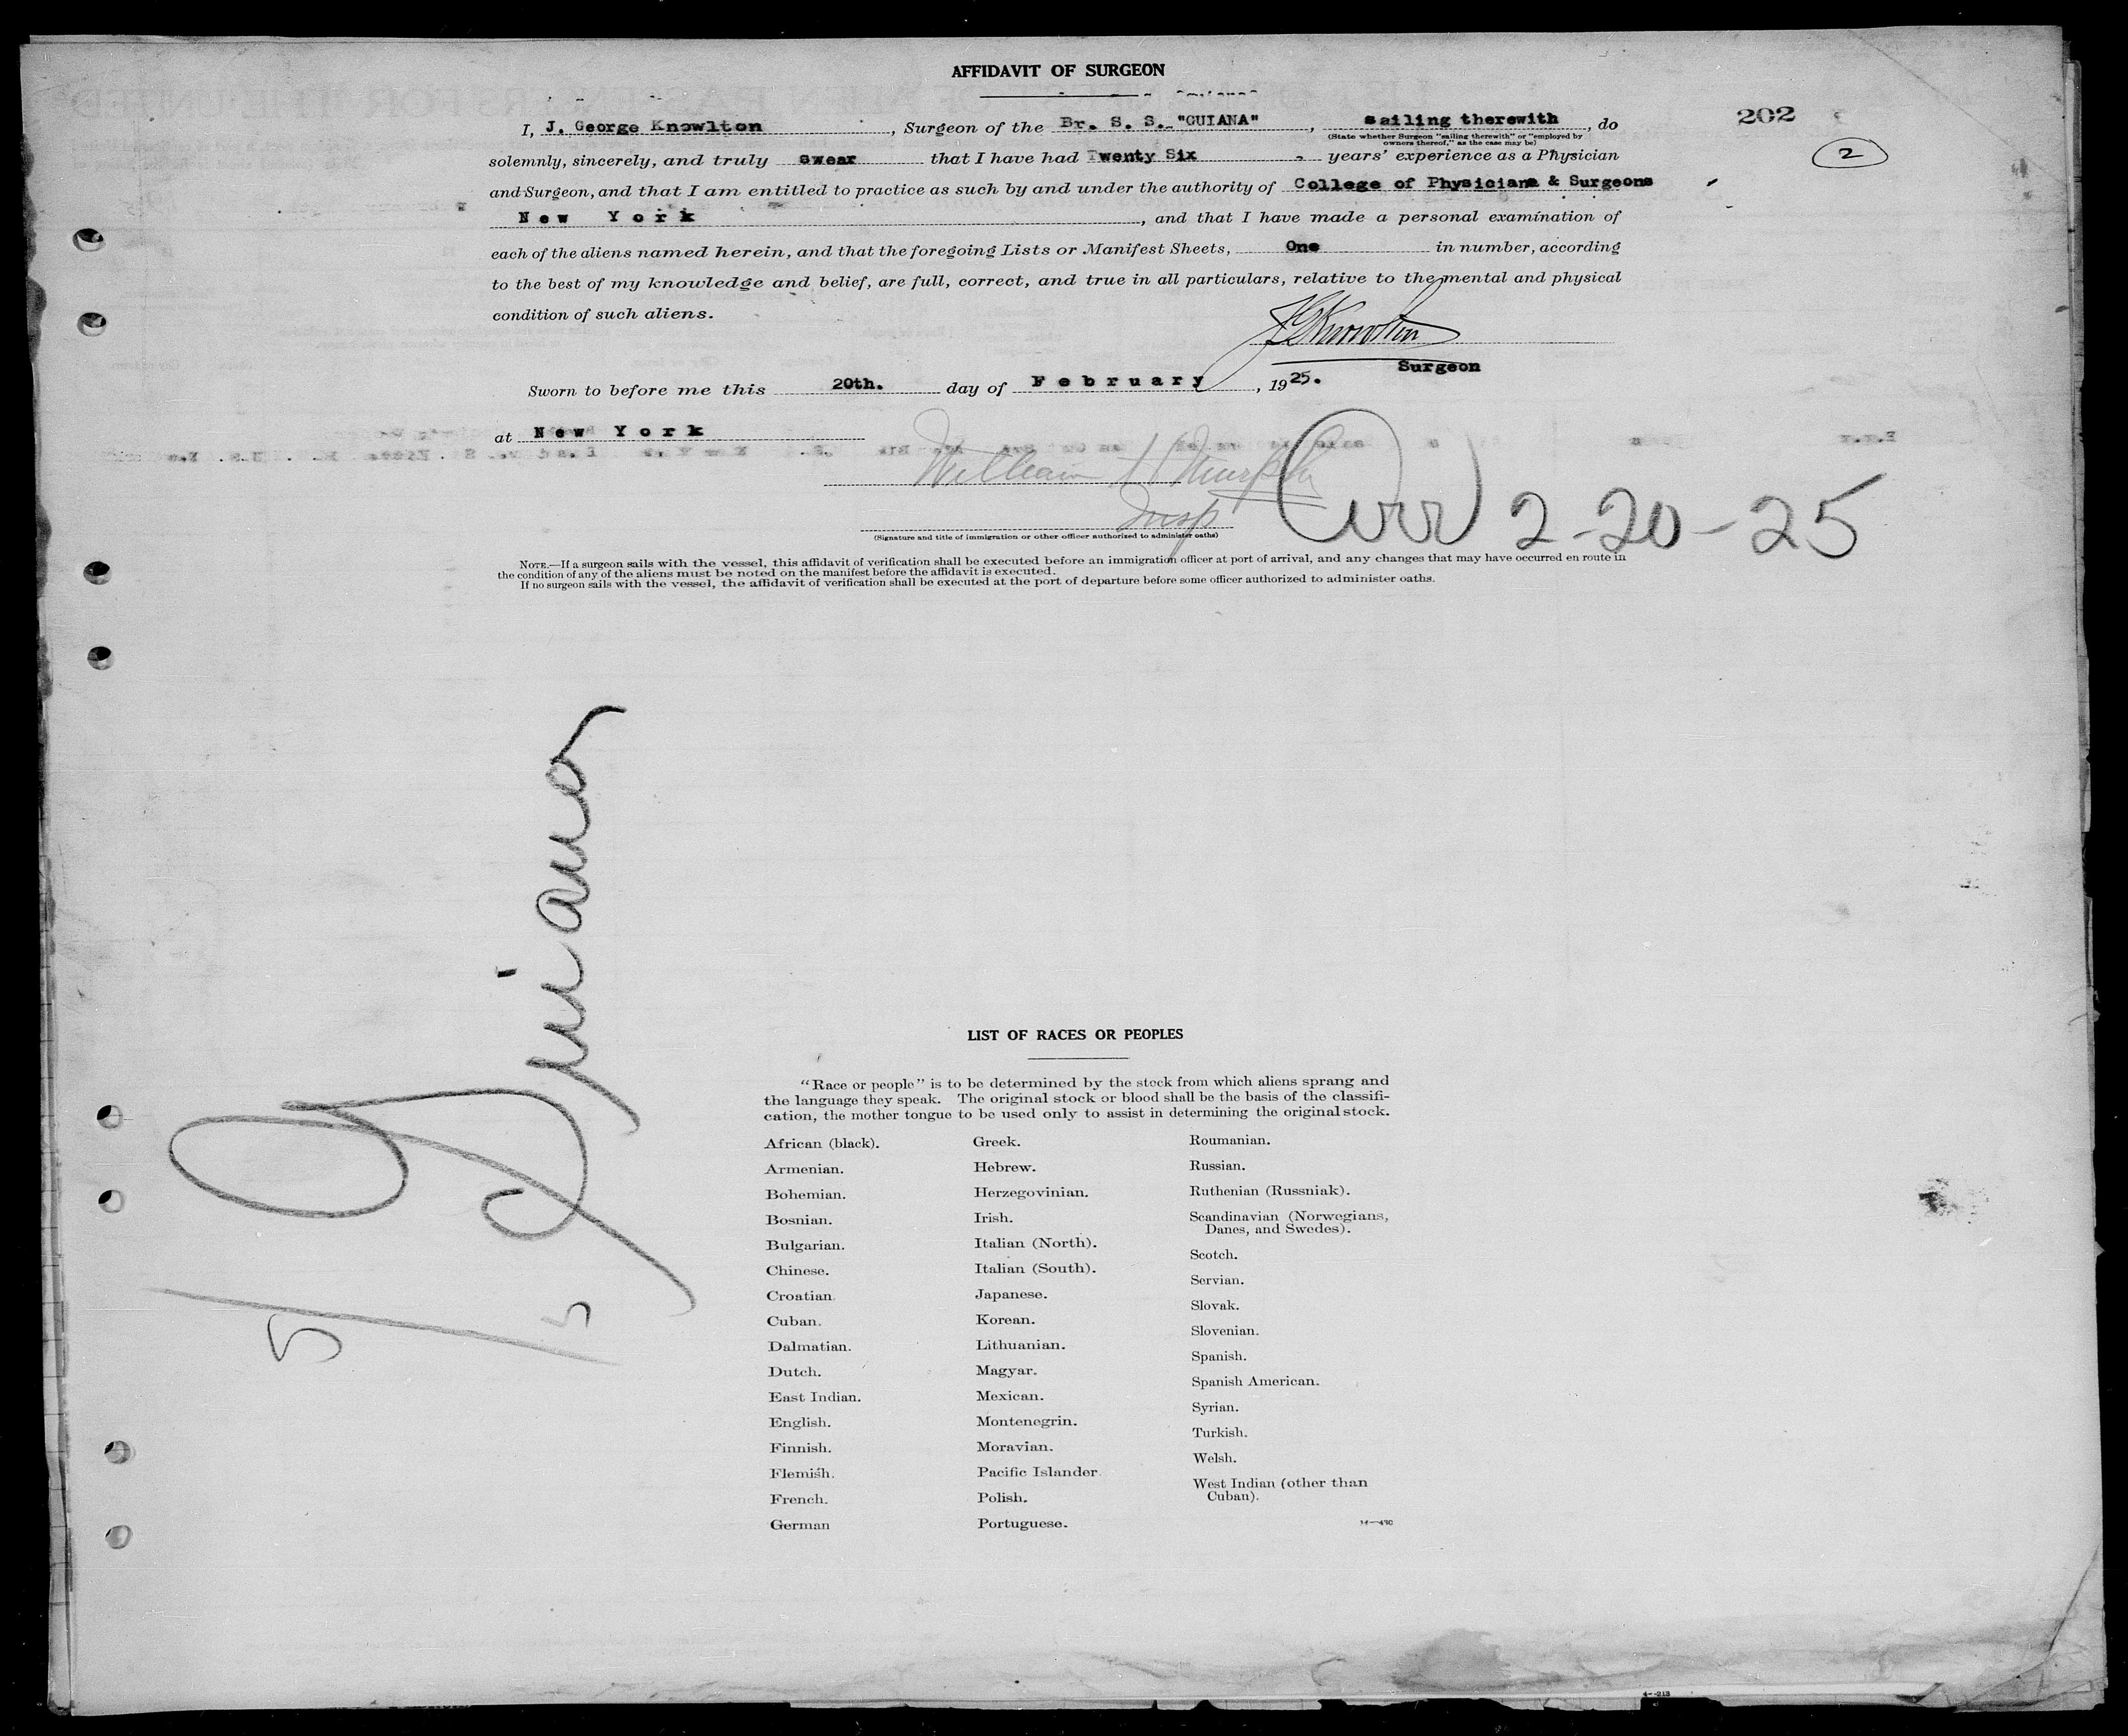 AFFIDAVIT OF SURGEON
202
2
I, J. George Knowlton, Surgeon of the Br. S. S. "GUIANA", sailing therewith, do
(State whether Surgeon "sailing therewith" or "employed by
owners thereof," as the case may be)
solemnly, sincerely, and truly swear that I have had Twenty Six - years' experience as a Physician
and Surgeon, and that I am entitled to practice as such by and under the authority of College of Physicians & Surgeons
New York, and that I have made a personal examination of
each of the aliens named herein, and that the foregoing Lists or Manifest Sheets, One in number, according
to the best of my knowledge and belief, are full, correct, and true in all particulars, relative to the mental and physical
condition of such aliens.
JGKnowlton
Surgeon
Sworn to before me this 20th. day of February, 1925.
at New York
William H Murphy
Insp
Arr 2-20-25
(Signature and title of immigration or other officer authorized to administer oaths)
NOTE.—If a surgeon sails with the vessel, this affidavit of verification shall be executed before an immigration officer at port of arrival, and any changes that may have occurred en route in
the condition of any of the aliens must be noted on the manifest before the affidavit is executed.
If no surgeon sails with the vessel, the affidavit of verification shall be executed at the port of departure before some officer authorized to administer oaths.
Guiana
LIST OF RACES OR PEOPLES
"Race or people" is to be determined by the stock from which aliens sprang and
the language they speak. The original stock or blood shall be the basis of the classifi-
cation, the mother tongue to be used only to assist in determining the original stock.
African (black).
Armenian.
Bohemian.
Bosnian.
Bulgarian.
Chinese.
Croatian.
Cuban.
Dalmatian.
Dutch.
East Indian.
English.
Finnish.
Flemish.
French.
German
Greek.
Hebrew.
Herzegovinian.
Irish.
Italian (North).
Italian (South).
Japanese.
Korean.
Lithuanian.
Magyar.
Mexican.
Montenegrin.
Moravian.
Pacific Islander.
Polish.
Portuguese.
Roumanian.
Russian.
Ruthenian (Russniak).
Scandinavian (Norwegians,
Danes, and Swedes).
Scotch.
Servian.
Slovak.
Slovenian.
Spanish.
Spanish American.
Syrian.
Turkish.
Welsh.
West Indian (other than
Cuban).